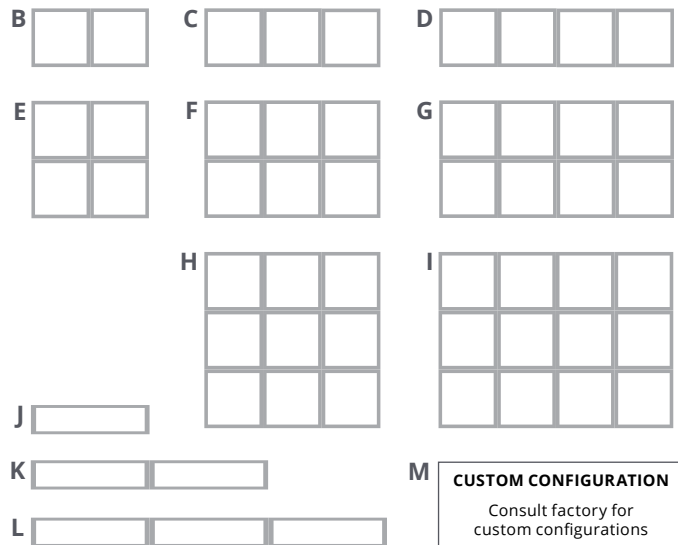 B
C
D
E
F
G
H
I
J
K
M
CUSTOM CONFIGURATION
Consult factory for
custom configurations
L